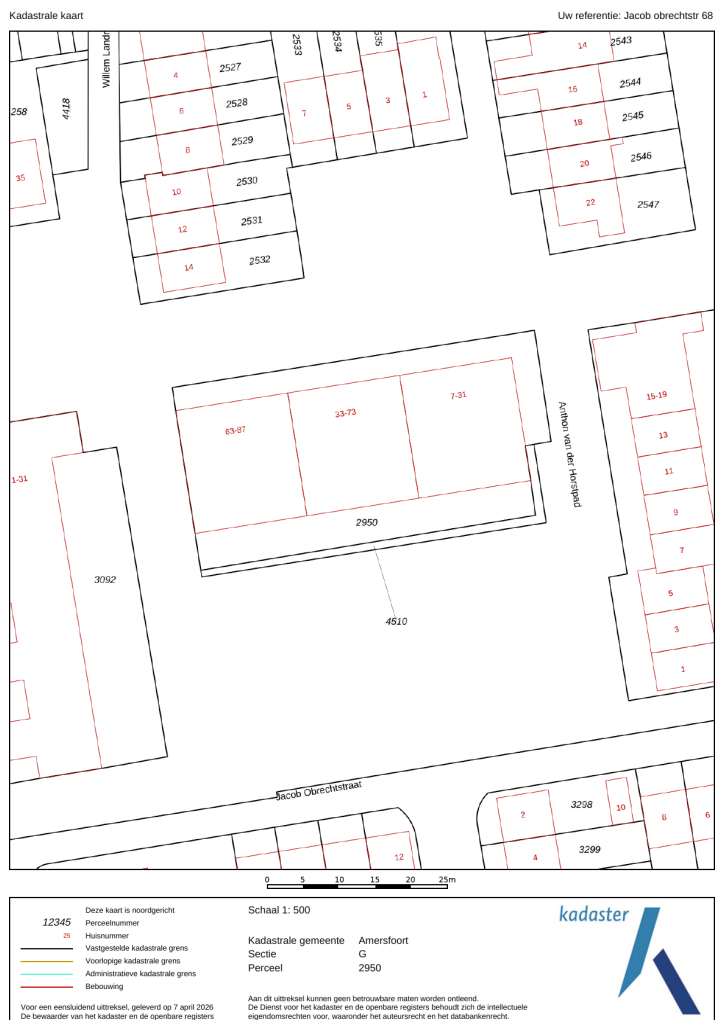 Kadastrale kaart
Uw referentie: Jacob obrechtstr 68
Willem Landr
2533
2534
535
14
2543
4
2527
258
4418
6
2528
7
5
3
1
16
2544
18
2545
8
2529
20
2546
35
10
2530
22
2547
12
2531
14
2532
63-87
33-73
7-31
15-19
Anthon van der Horstpad
13
1-31
11
9
2950
7
3092
5
4510
3
1
Jacob Obrechtstraat
2
3298
10
8
6
12
4
3299
0 5 10 15 20 25m
Deze kaart is noordgericht
12345 Perceelnummer
25 Huisnummer
Vastgestelde kadastrale grens
Voorlopige kadastrale grens
Administratieve kadastrale grens
Bebouwing
Voor een eensluidend uittreksel, geleverd op 7 april 2026
De bewaarder van het kadaster en de openbare registers
Schaal 1: 500
Kadastrale gemeente Amersfoort
Sectie G
Perceel 2950
Aan dit uittreksel kunnen geen betrouwbare maten worden ontleend.
De Dienst voor het kadaster en de openbare registers behoudt zich de intellectuele
eigendomsrechten voor, waaronder het auteursrecht en het databankenrecht.
kadaster